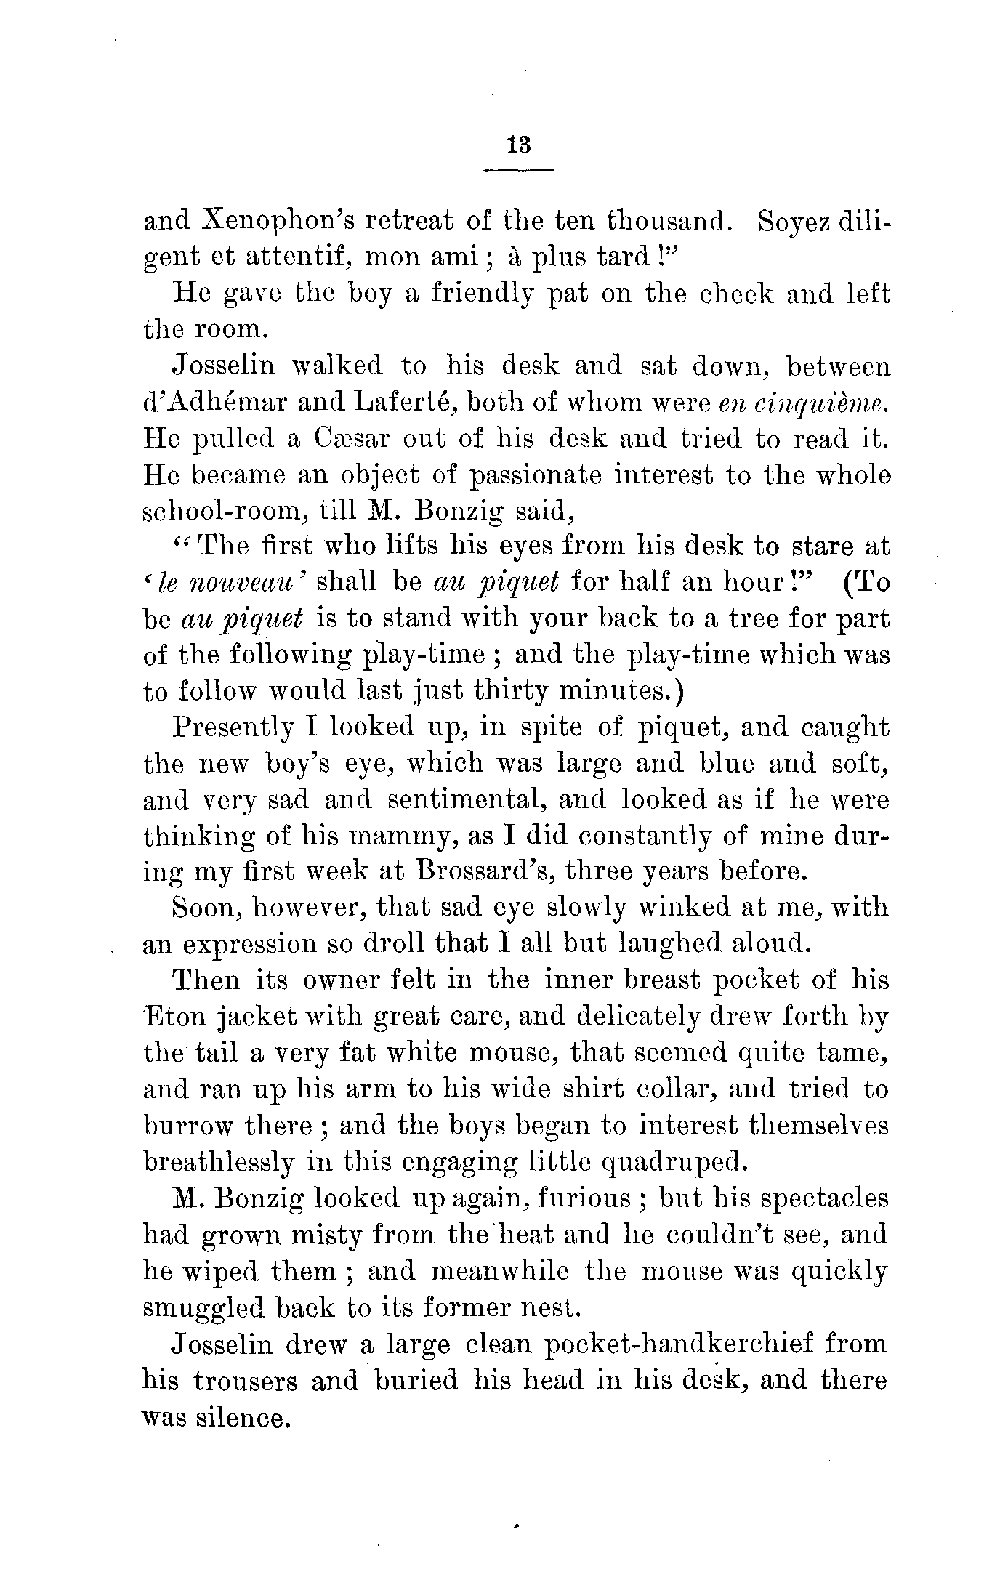 13
and Xenophon's retreat of the ten thousand. Soyez dili-
gent et attentif, mon ami; à plus tard!"
He gave the boy a friendly pat on the cheek and left
the room.
Josselin walked to his desk and sat down, between
d'Adhémar and Laferté, both of whom were en cinquième.
He pulled a Cæsar out of his desk and tried to read it.
He became an object of passionate interest to the whole
school-room, till M. Bonzig said,
"The first who lifts his eyes from his desk to stare at
'le nouveau' shall be au piquet for half an hour!" (To
be au piquet is to stand with your back to a tree for part
of the following play-time; and the play-time which was
to follow would last just thirty minutes.)
Presently I looked up, in spite of piquet, and caught
the new boy's eye, which was large and blue and soft,
and very sad and sentimental, and looked as if he were
thinking of his mammy, as I did constantly of mine dur-
ing my first week at Brossard's, three years before.
Soon, however, that sad eye slowly winked at me, with
an expression so droll that I all but laughed aloud.
Then its owner felt in the inner breast pocket of his
Eton jacket with great care, and delicately drew forth by
the tail a very fat white mouse, that seemed quite tame,
and ran up his arm to his wide shirt collar, and tried to
burrow there; and the boys began to interest themselves
breathlessly in this engaging little quadruped.
M. Bonzig looked up again, furious; but his spectacles
had grown misty from the heat and he couldn't see, and
he wiped them; and meanwhile the mouse was quickly
smuggled back to its former nest.
Josselin drew a large clean pocket-handkerchief from
his trousers and buried his head in his desk, and there
was silence.